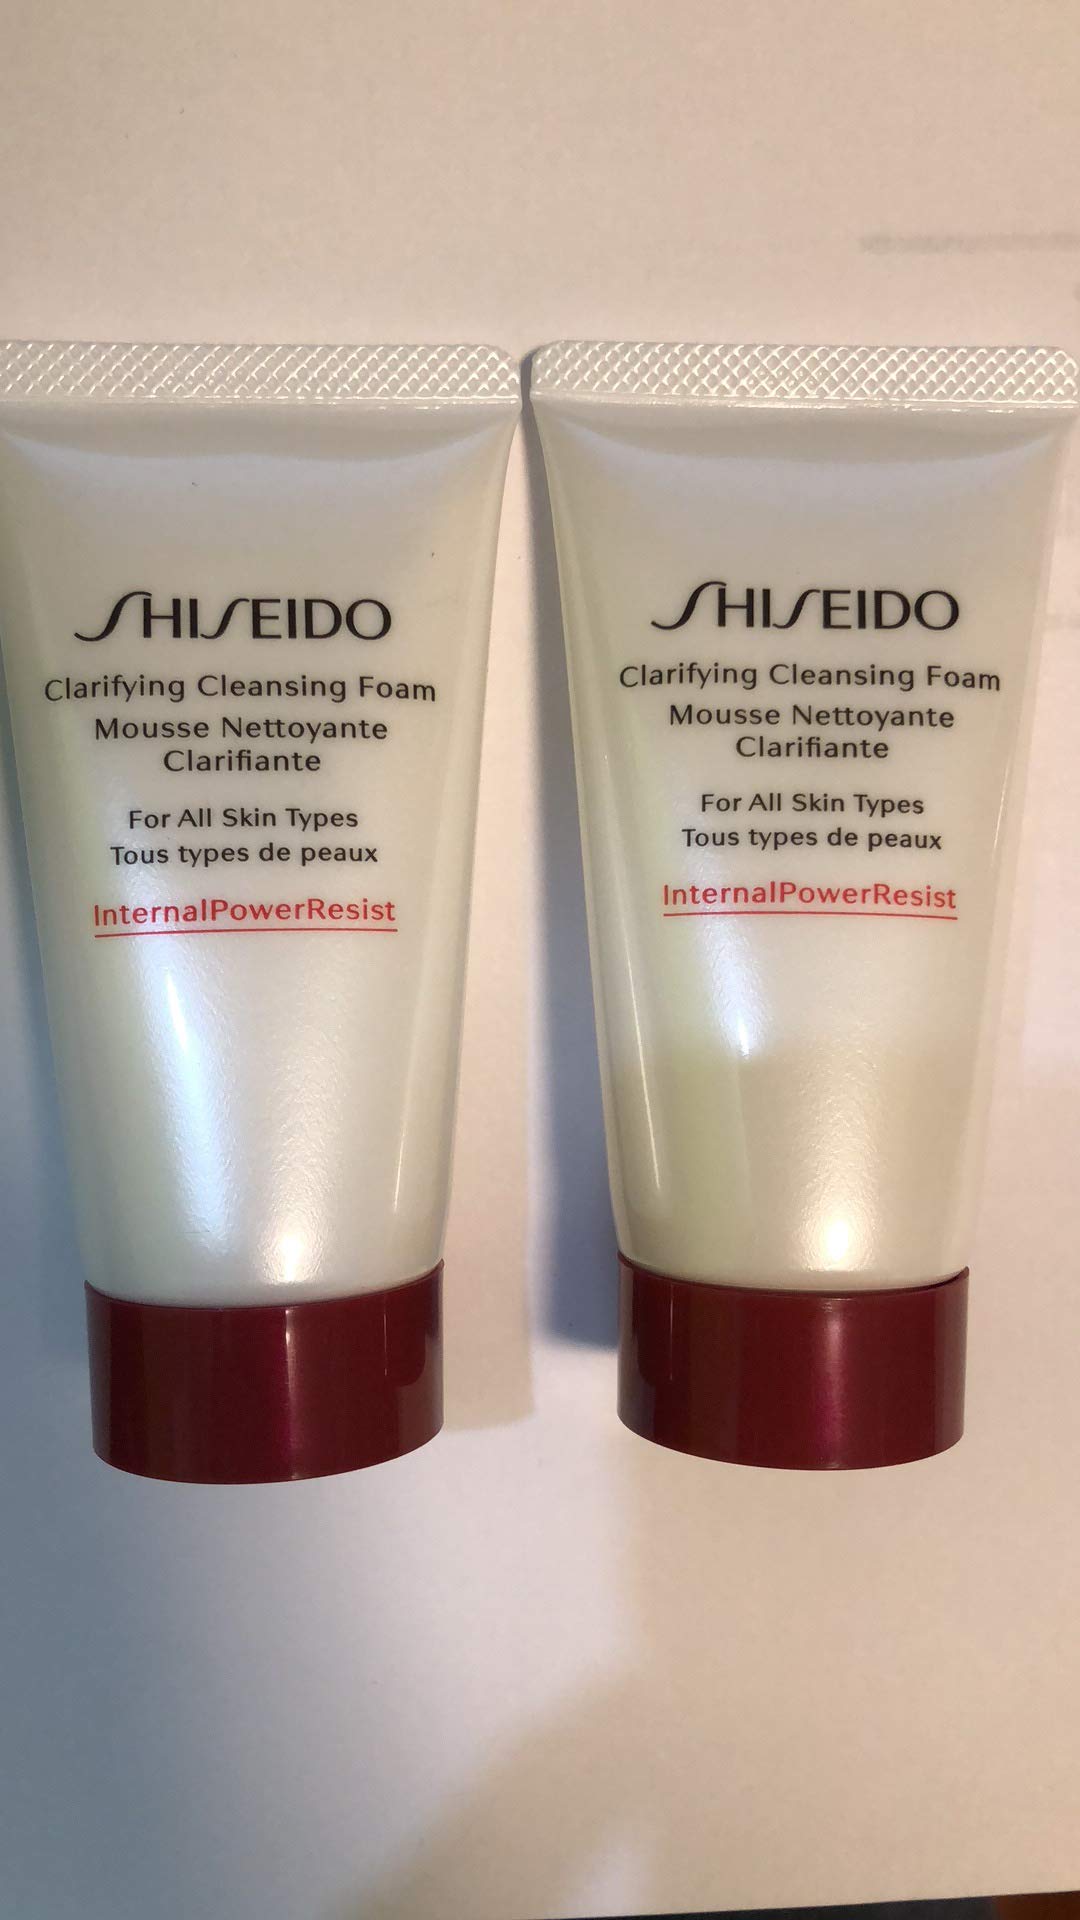 SHISEIDO
Clarifying Cleansing Foam
Mousse Nettoyante
Clarifiante
For All Skin Types
Tous types de peaux
InternalPowerResist
SHISEIDO
Clarifying Cleansing Foam
Mousse Nettoyante
Clarifiante
For All Skin Types
Tous types de peaux
InternalPowerResist